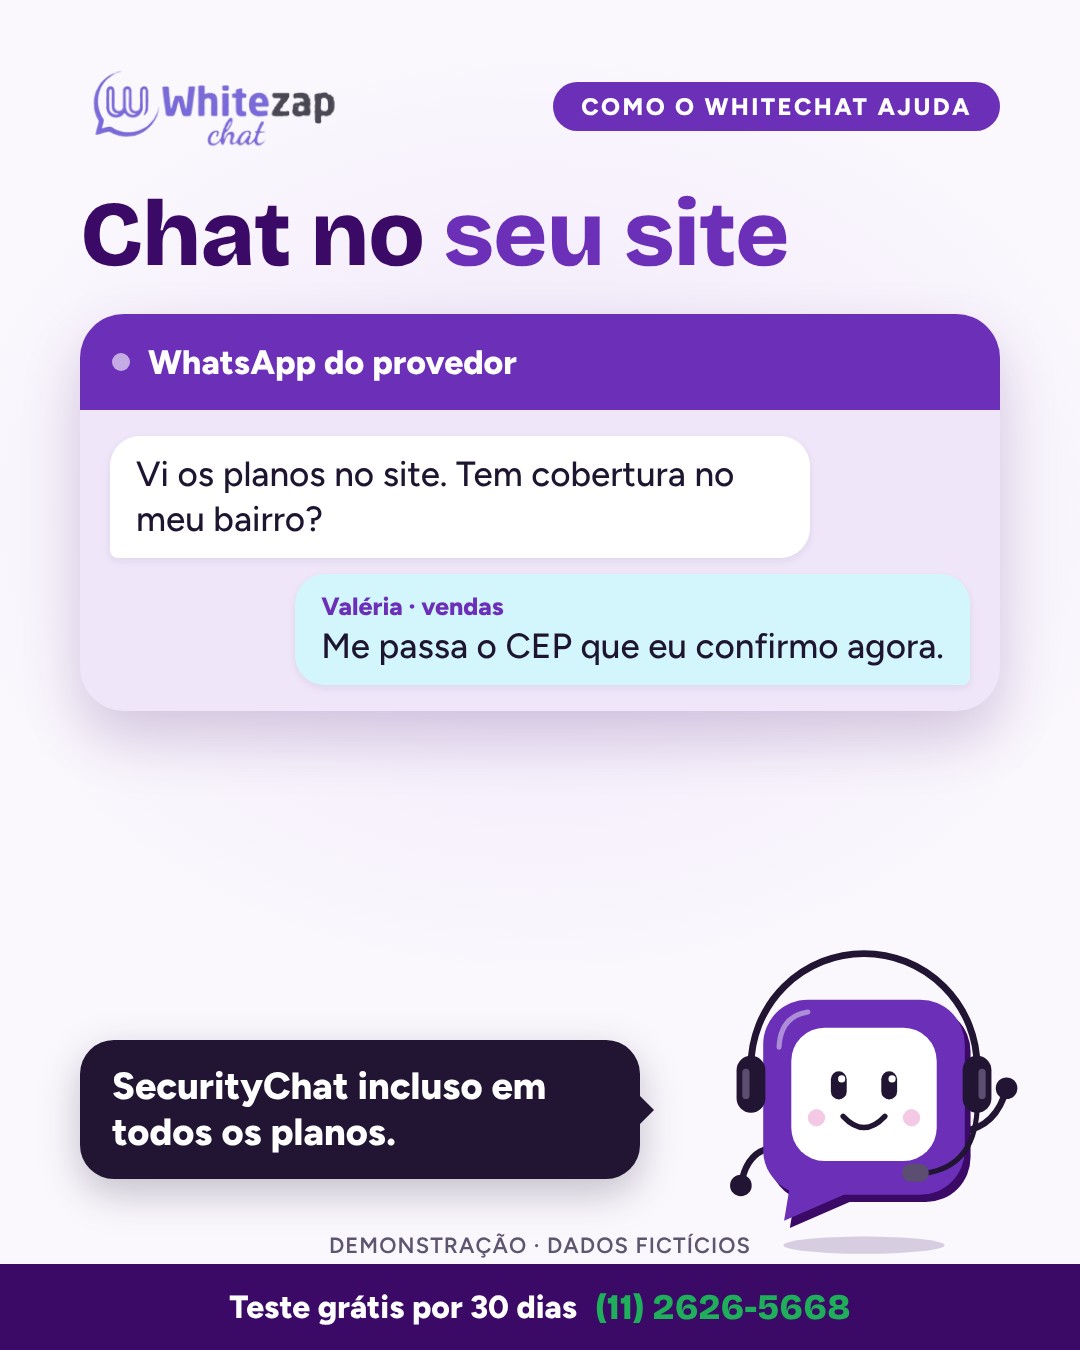 Whitezap
chat
COMO O WHITECHAT AJUDA
Chat no seu site
WhatsApp do provedor
Vi os planos no site. Tem cobertura no
meu bairro?
Valéria · vendas
Me passa o CEP que eu confirmo agora.
SecurityChat incluso em
todos os planos.
DEMONSTRAÇÃO · DADOS FICTÍCIOS
Teste grátis por 30 dias (11) 2626-5668